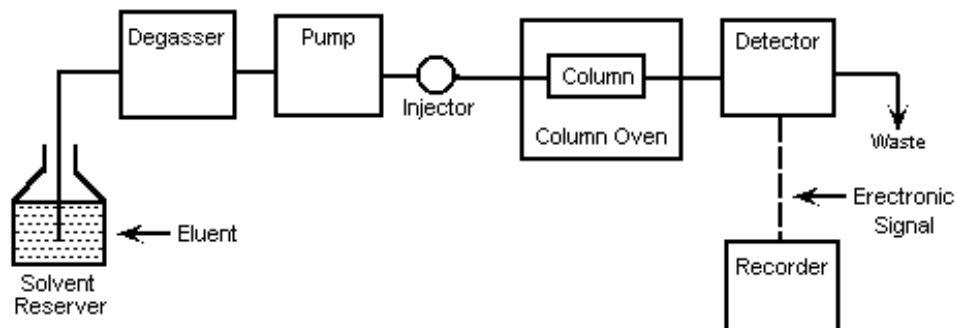 Degasser
Pump
Injector
Column
Column Oven
Detector
Waste
Erectronic
Signal
Recorder
Eluent
Solvent
Reserver